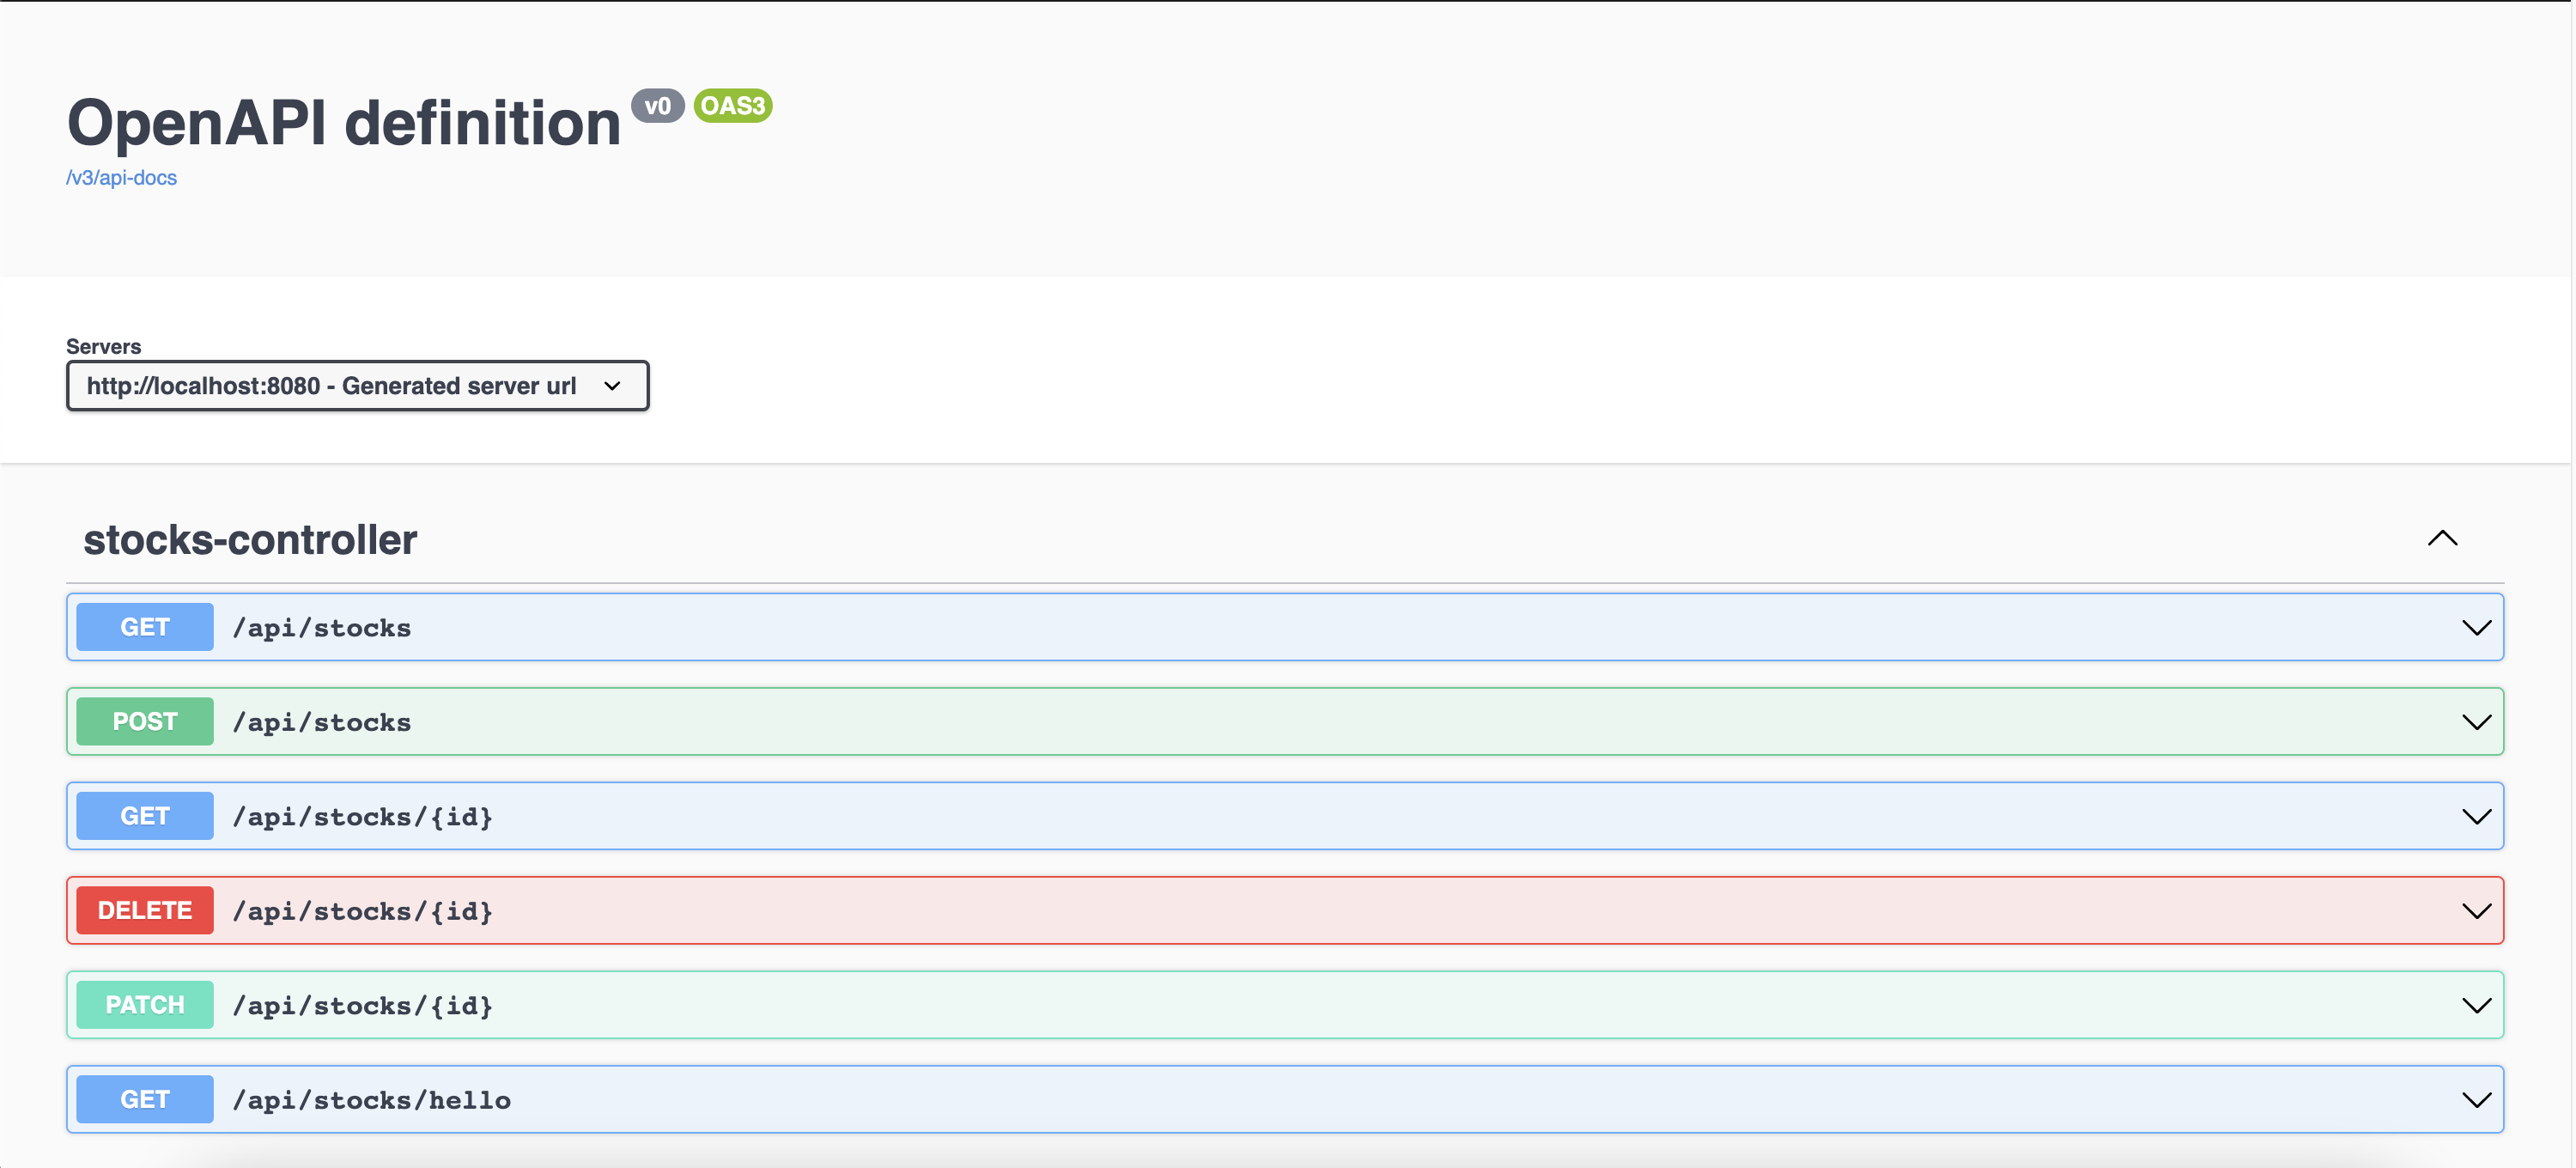 OpenAPI definition v0 OAS3
/v3/api-docs
Servers
http://localhost:8080 - Generated server url
stocks-controller
GET /api/stocks
POST /api/stocks
GET /api/stocks/{id}
DELETE /api/stocks/{id}
PATCH /api/stocks/{id}
GET /api/stocks/hello